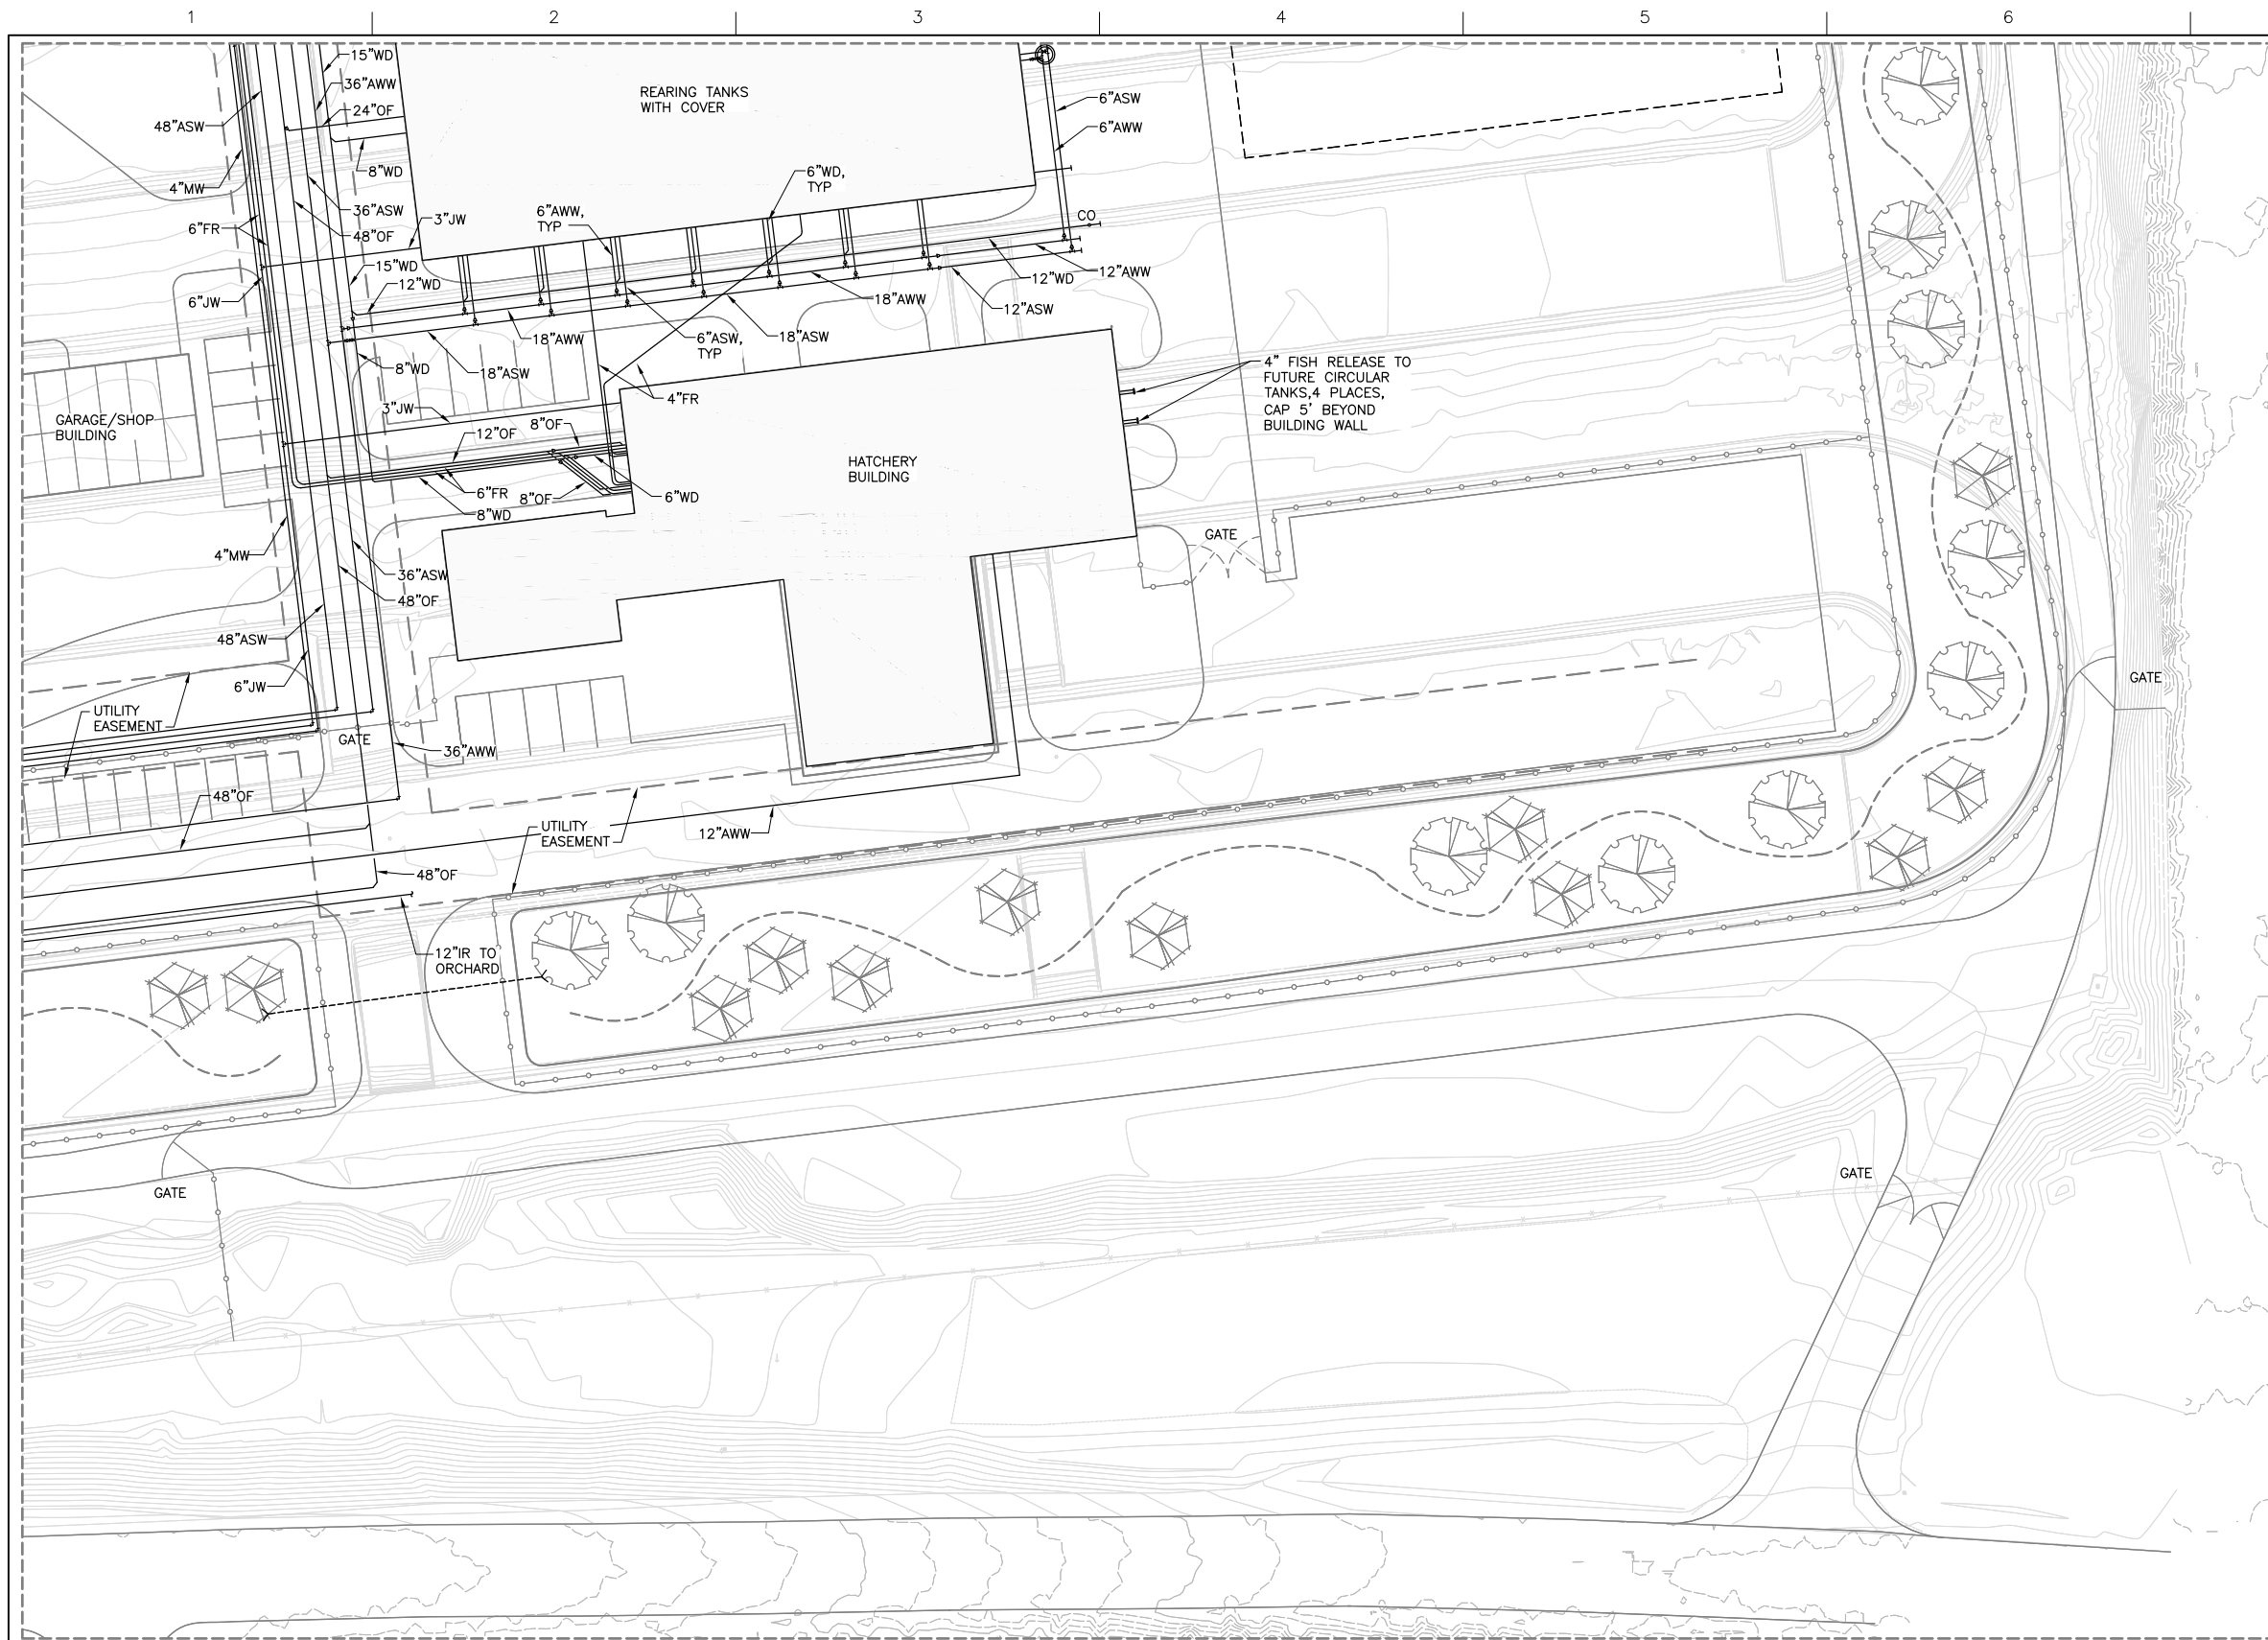 1 2 3 4 5 6
15"WD
36"AWW
24"OF
48"ASW
8"WD
4"MW
36"ASW
6"FR
48"OF
3"JW
15"WD
6"JW
12"WD
REARING TANKS
WITH COVER
6"ASW
6"AWW
6"WD,
TYP
6"AWW,
TYP
CO
12"WD
12"AWW
18"AWW
12"ASW
18"AWW
6"ASW,
TYP
18"ASW
8"WD
18"ASW
4"FR
3"JW
4" FISH RELEASE TO
FUTURE CIRCULAR
TANKS,4 PLACES,
CAP 5' BEYOND
BUILDING WALL
GARAGE/SHOP
BUILDING
12"OF
8"OF
HATCHERY
BUILDING
6"FR
8"OF
6"WD
8"WD
GATE
4"MW
36"ASW
48"OF
48"ASW
6"JW
GATE
UTILITY
EASEMENT
GATE
36"AWW
48"OF
UTILITY
EASEMENT
12"AWW
48"OF
12"IR TO
ORCHARD
GATE
GATE